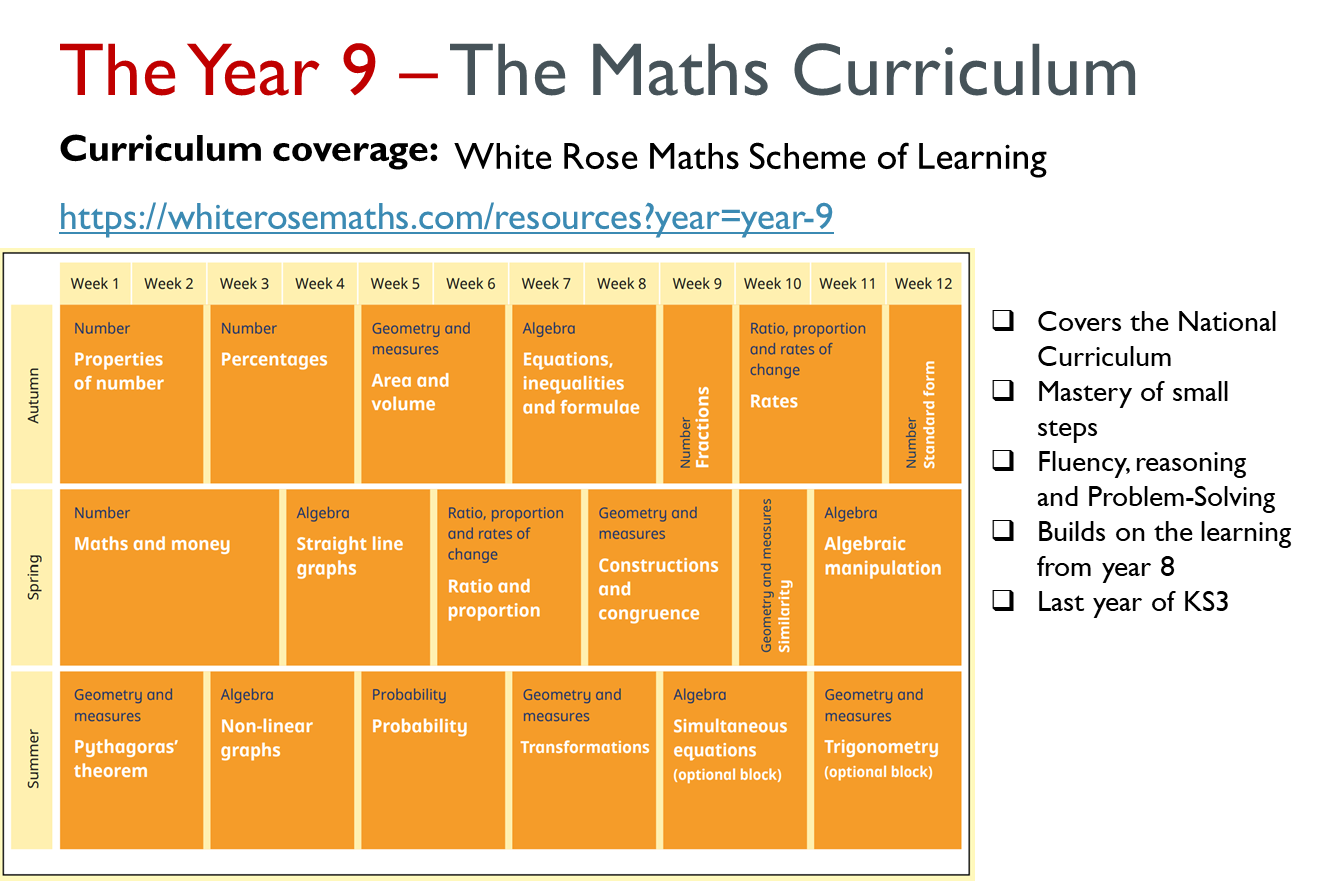 The Year 9 – The Maths Curriculum
Curriculum coverage: White Rose Maths Scheme of Learning
https://whiterosemaths.com/resources?year=year-9
Week 1 Week 2 Week 3 Week 4 Week 5 Week 6 Week 7 Week 8 Week 9 Week 10 Week 11 Week 12
Autumn
Number
Properties
of number
Number
Percentages
Geometry and
measures
Area and
volume
Algebra
Equations,
inequalities
and formulae
Number
Fractions
Ratio, proportion
and rates of
change
Rates
Number
Standard form
Spring
Number
Maths and money
Algebra
Straight line
graphs
Ratio, proportion
and rates of
change
Ratio and
proportion
Geometry and
measures
Constructions
and
congruence
Geometry and measures
Similarity
Algebra
Algebraic
manipulation
Summer
Geometry and
measures
Pythagoras’
theorem
Algebra
Non-linear
graphs
Probability
Probability
Geometry and
measures
Transformations
Algebra
Simultaneous
equations
(optional block)
Geometry and
measures
Trigonometry
(optional block)
❑ Covers the National
Curriculum
❑ Mastery of small
steps
❑ Fluency, reasoning
and Problem-Solving
❑ Builds on the learning
from year 8
❑ Last year of KS3